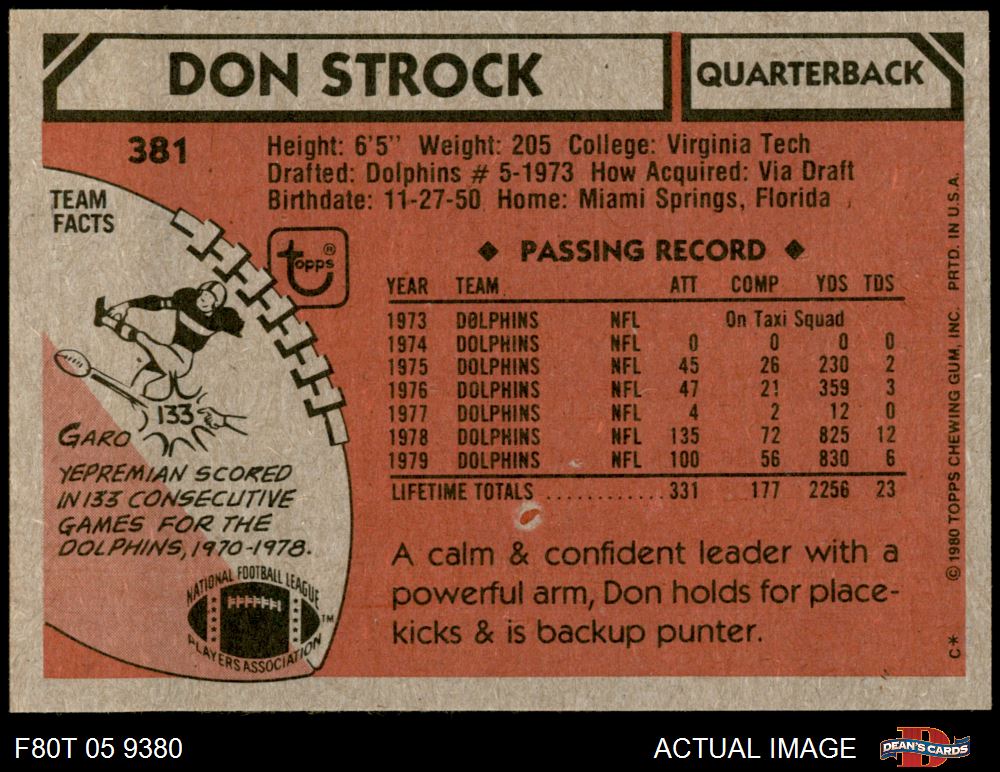 DON STROCK
QUARTERBACK
381
Height: 6'5" Weight: 205 College: Virginia Tech
Drafted: Dolphins # 5-1973 How Acquired: Via Draft
Birthdate: 11-27-50 Home: Miami Springs, Florida
TEAM
FACTS
topps®
◆ PASSING RECORD ◆
YEAR TEAM ATT COMP YDS TDS
1973 DOLPHINS NFL On Taxi Squad
1974 DOLPHINS NFL 0 0 0 0
1975 DOLPHINS NFL 45 26 230 2
1976 DOLPHINS NFL 47 21 359 3
1977 DOLPHINS NFL 4 2 12 0
1978 DOLPHINS NFL 135 72 825 12
1979 DOLPHINS NFL 100 56 830 6
LIFETIME TOTALS ............ 331 177 2256 23
133
GARO
YEPREMIAN SCORED
IN 133 CONSECUTIVE
GAMES FOR THE
DOLPHINS, 1970-1978.
NATIONAL FOOTBALL LEAGUE
PLAYERS ASSOCIATION
TM
A calm & confident leader with a
powerful arm, Don holds for place-
kicks & is backup punter.
© 1980 TOPPS CHEWING GUM, INC. PRTD. IN U.S.A.
C*
F80T 05 9380
ACTUAL IMAGE
D
DEAN'S CARDS